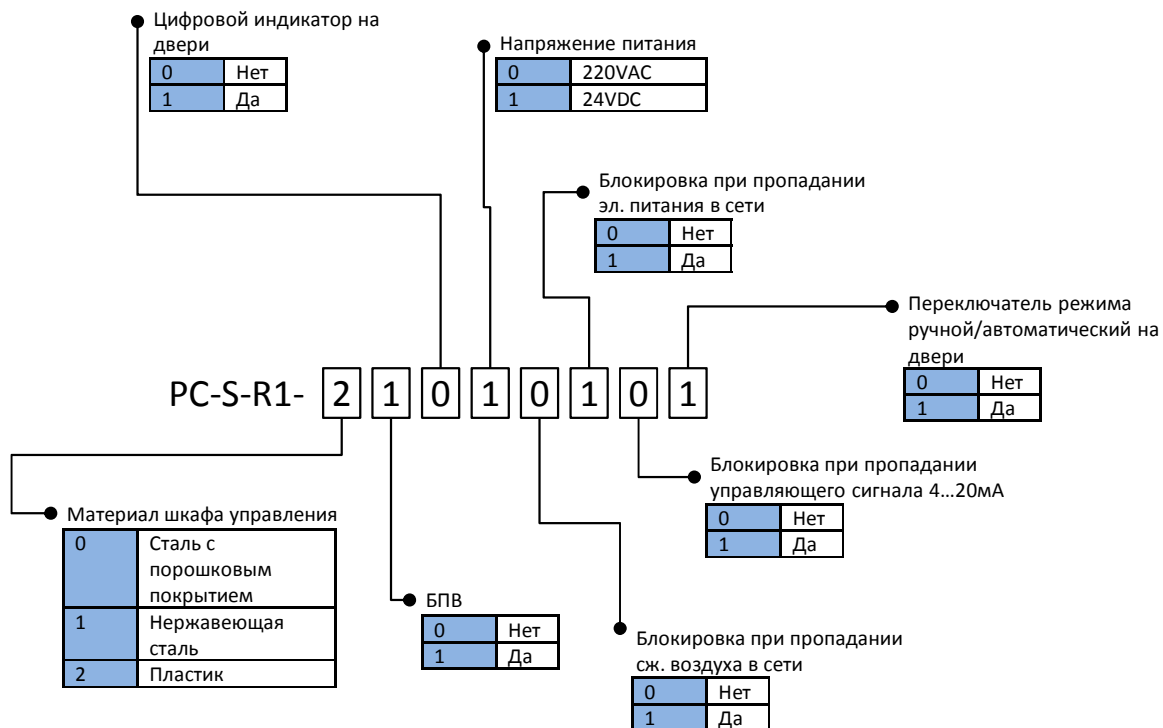 Цифровой индикатор на
двери
0 Нет
1 Да
Напряжение питания
0 220VAC
1 24VDC
Блокировка при пропадании
эл. питания в сети
0 Нет
1 Да
Переключатель режима
ручной/автоматический на
двери
0 Нет
1 Да
PC-S-R1- 2 1 0 1 0 1 0 1
Блокировка при пропадании
управляющего сигнала 4...20мА
0 Нет
1 Да
Материал шкафа управления
0 Сталь с
порошковым
покрытием
1 Нержавеющая
сталь
2 Пластик
БПВ
0 Нет
1 Да
Блокировка при пропадании
сж. воздуха в сети
0 Нет
1 Да